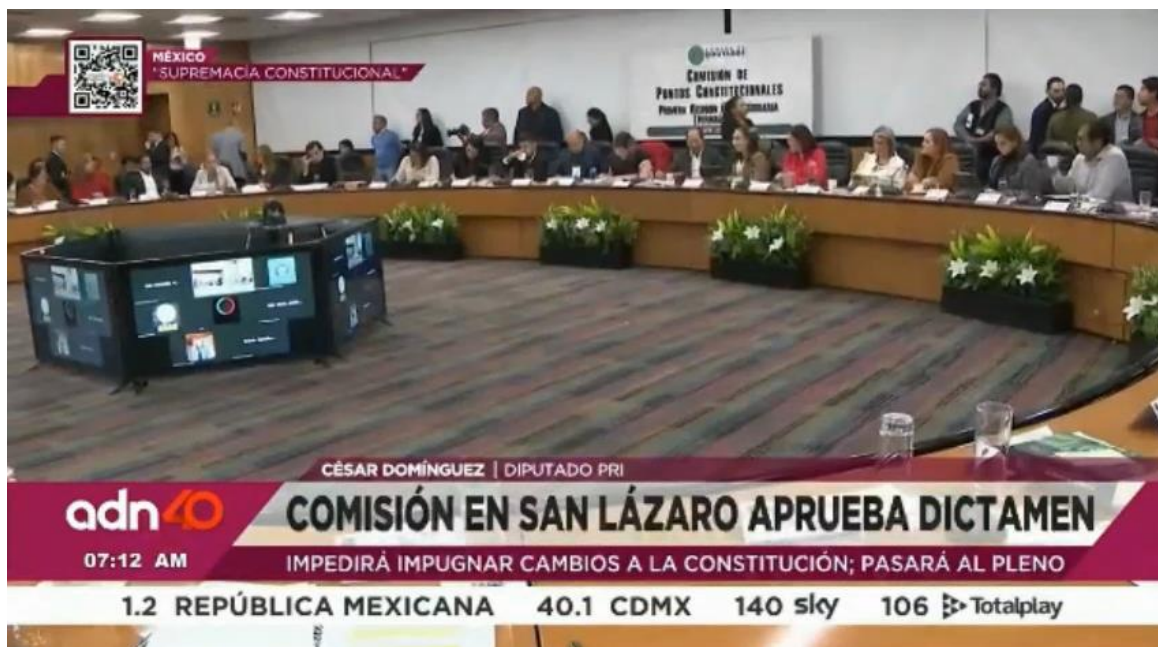 MÉXICO
"SUPREMACÍA CONSTITUCIONAL"
COMISIÓN DE
PUNTOS CONSTITUCIONALES
CÉSAR DOMÍNGUEZ | DIPUTADO PRI
adn40
COMISIÓN EN SAN LÁZARO APRUEBA DICTAMEN
07:12 AM
IMPEDIRÁ IMPUGNAR CAMBIOS A LA CONSTITUCIÓN; PASARÁ AL PLENO
1.2 REPÚBLICA MEXICANA 40.1 CDMX 140 sky 106 Totalplay